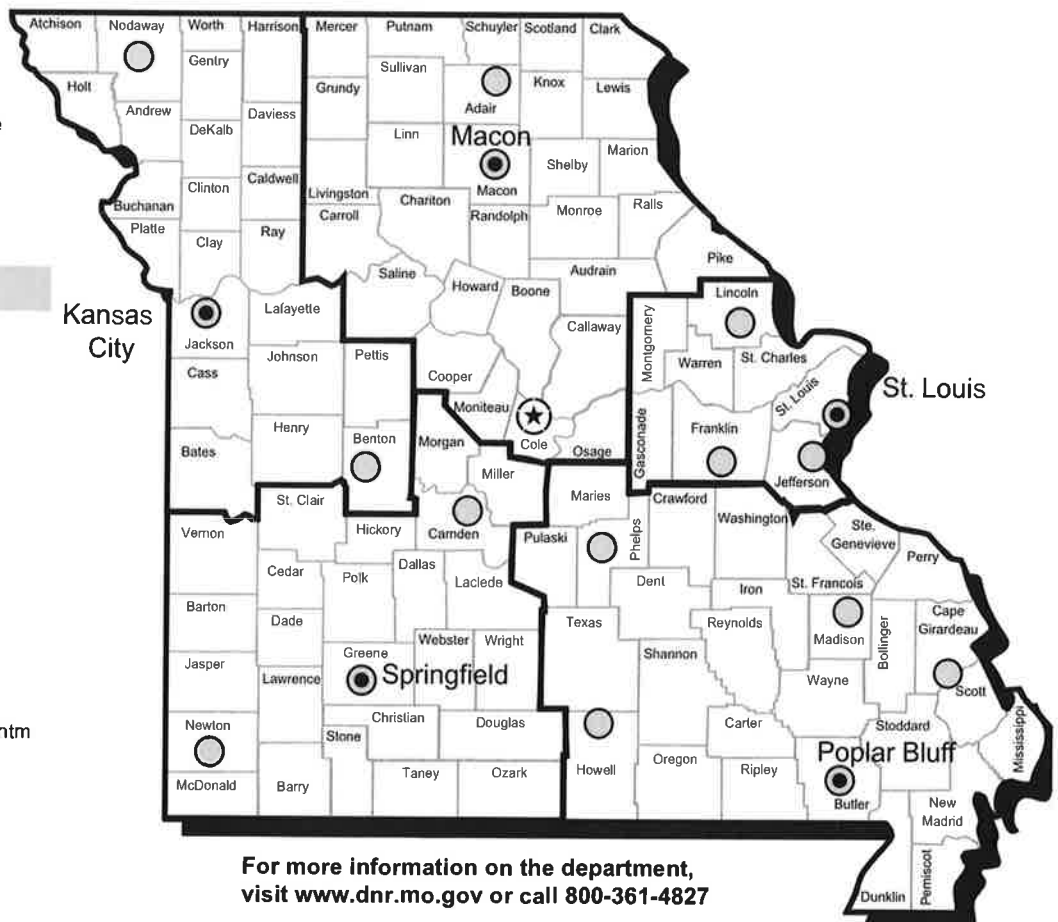 Atchison Nodaway Worth Harrison Mercer Putnam Schuyler Scotland Clark
Gentry Sullivan
Holt Grundy Adair Knox Lewis
Andrew DeKalb Daviess Linn Macon
Shelby Marion
Clinton Caldwell Livingston Macon
Buchanan Chariton Randolph Monroe Ralls
Platte Clay Ray Carroll
Saline Howard Boone Audrain Pike
Kansas
City
Jackson Lafayette Callaway Montgomery Lincoln
Johnson Pettis Warren St. Charles
Cass Cooper St. Louis St. Louis
Henry Benton Moniteau Cole Osage Gasconade Franklin
Bates Morgan Miller Jefferson
St. Clair Maries Crawford
Vernon Hickory Camden Pulaski Phelps Washington Ste.
Genevieve
Cedar Polk Dallas Laclede Dent Iron St. Francois Perry
Barton Dade Texas Reynolds Madison Bollinger Cape
Girardeau
Jasper Greene Webster Wright Shannon
Lawrence Springfield Wayne Scott
Newton Christian Douglas Carter Stoddard Mississippi
htm
Stone Howell Oregon Poplar Bluff
McDonald Barry Taney Ozark Ripley Butler
New
Madrid
Dunklin Pemiscot
For more information on the department,
visit www.dnr.mo.gov or call 800-361-4827